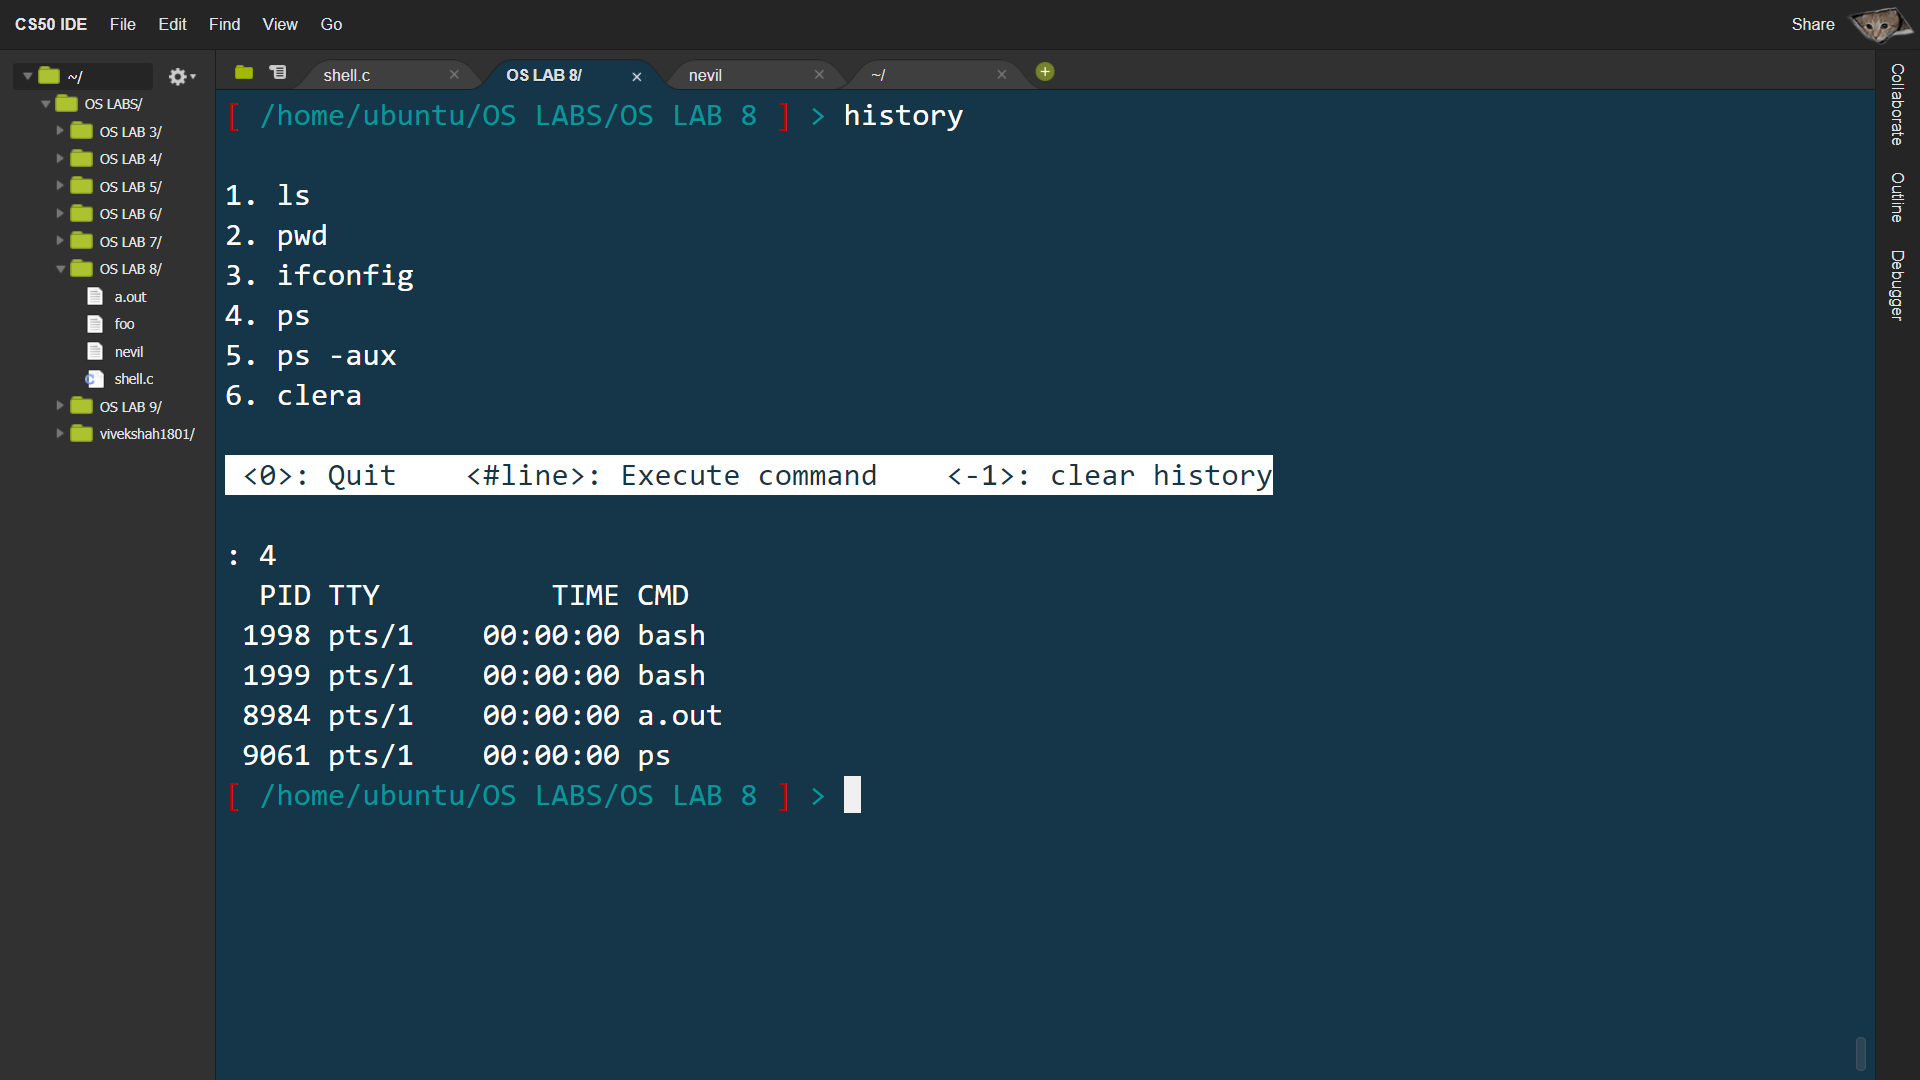 CS50 IDE File Edit Find View Go Share
~/
OS LABS/
OS LAB 3/
OS LAB 4/
OS LAB 5/
OS LAB 6/
OS LAB 7/
OS LAB 8/
a.out
foo
nevil
shell.c
OS LAB 9/
vivekshah1801/
shell.c OS LAB 8/ nevil ~/
[ /home/ubuntu/OS LABS/OS LAB 8 ] > history
1. ls
2. pwd
3. ifconfig
4. ps
5. ps -aux
6. clera
<0>: Quit    <#line>: Execute command    <-1>: clear history
: 4
  PID TTY          TIME CMD
 1998 pts/1    00:00:00 bash
 1999 pts/1    00:00:00 bash
 8984 pts/1    00:00:00 a.out
 9061 pts/1    00:00:00 ps
[ /home/ubuntu/OS LABS/OS LAB 8 ] >
Collaborate
Outline
Debugger